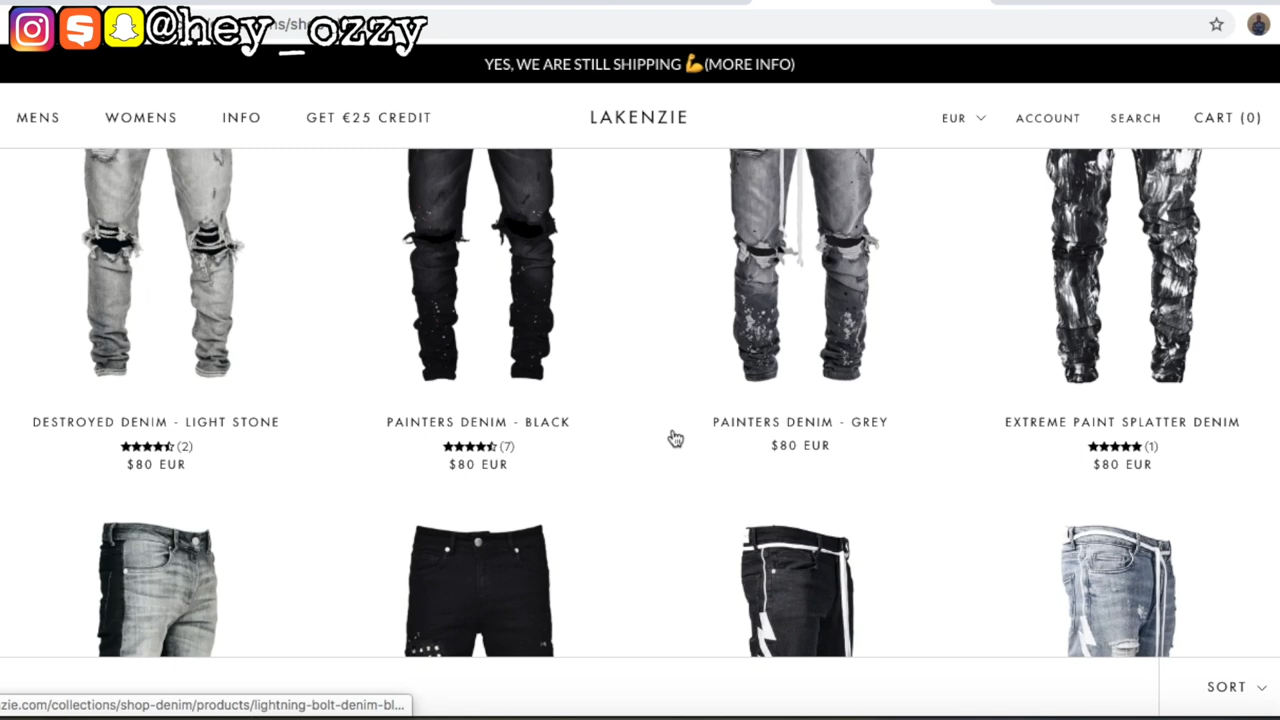 @hey_ozzy
ns/sh
YES, WE ARE STILL SHIPPING 💪(MORE INFO)
MENS WOMENS INFO GET €25 CREDIT LAKENZIE EUR ACCOUNT SEARCH CART (0)
DESTROYED DENIM - LIGHT STONE PAINTERS DENIM - BLACK PAINTERS DENIM - GREY EXTREME PAINT SPLATTER DENIM
★★★★★ (2) ★★★★★ (7) $80 EUR ★★★★★ (1)
$80 EUR $80 EUR $80 EUR
SORT
zie.com/collections/shop-denim/products/lightning-bolt-denim-bl...